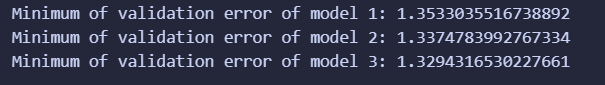 Minimum of validation error of model 1: 1.3533035516738892
Minimum of validation error of model 2: 1.3374783992767334
Minimum of validation error of model 3: 1.3294316530227661